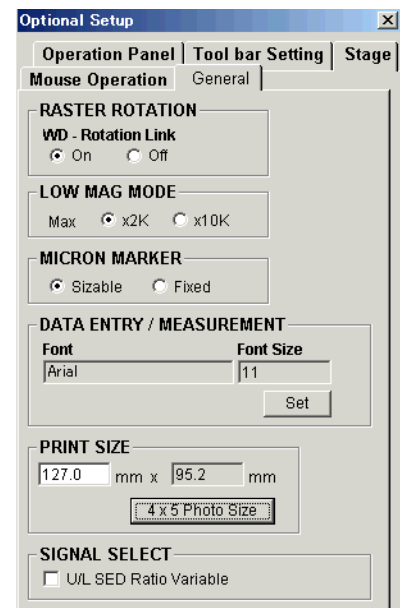 Optional Setup
Operation Panel Tool bar Setting Stage
Mouse Operation General
RASTER ROTATION
WD - Rotation Link
On Off
LOW MAG MODE
Max x2K x10K
MICRON MARKER
Sizable Fixed
DATA ENTRY / MEASUREMENT
Font Font Size
Arial 11
Set
PRINT SIZE
127.0 mm x 95.2 mm
4 x 5 Photo Size
SIGNAL SELECT
U/L SED Ratio Variable